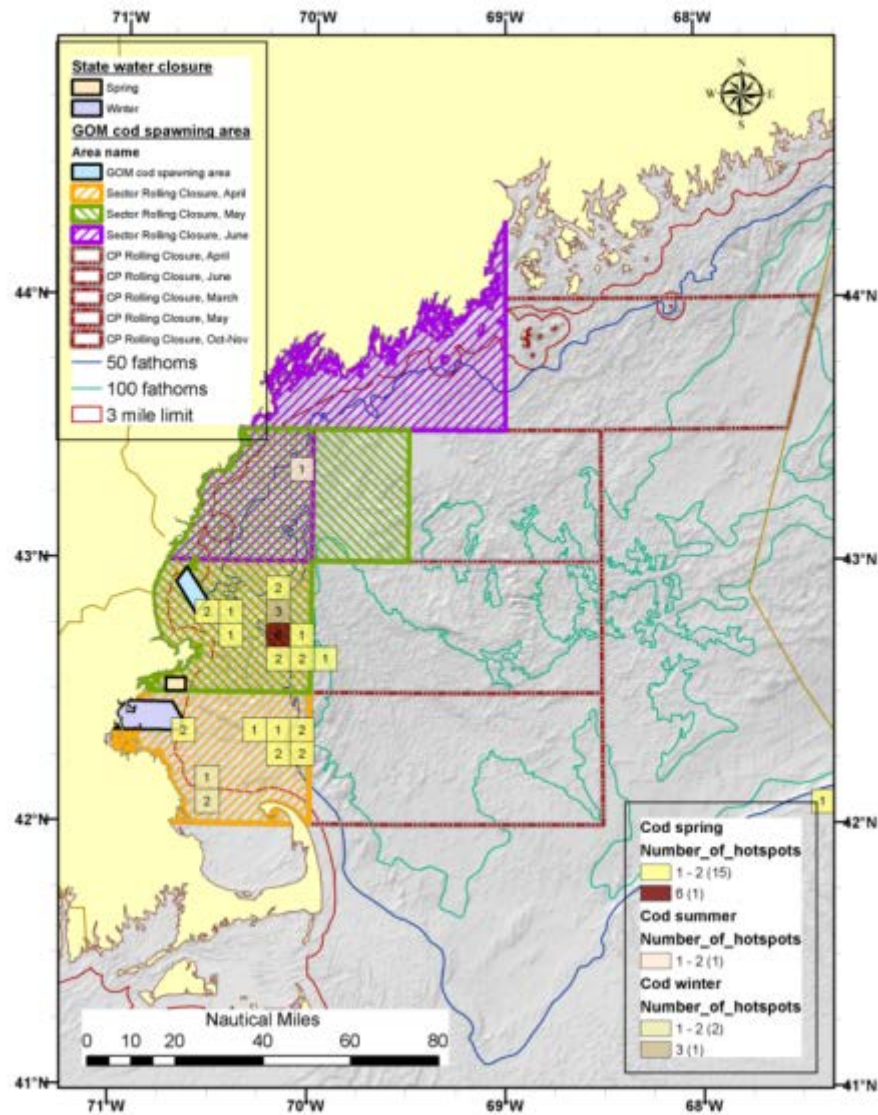 71°W 70°W 69°W 68°W
State water closure
Spring
Winter
GOM cod spawning area
Area name
GOM cod spawning area
Sector Rolling Closure, April
Sector Rolling Closure, May
Sector Rolling Closure, June
CP Rolling Closure, April
CP Rolling Closure, June
CP Rolling Closure, March
CP Rolling Closure, May
CP Rolling Closure, Oct-Nov
50 fathoms
100 fathoms
3 mile limit
N
W E
S
44°N 44°N
1
43°N 43°N
2
2 1 3
1 6 1
2 2 1
2 1 1 2
2 2
1
2
42°N 42°N
1
Cod spring
Number_of_hotspots
1 - 2 (15)
6 (1)
Cod summer
Number_of_hotspots
1 - 2 (1)
Cod winter
Number_of_hotspots
1 - 2 (2)
3 (1)
Nautical Miles
0 10 20 40 60 80
41°N 41°N
71°W 70°W 69°W 68°W